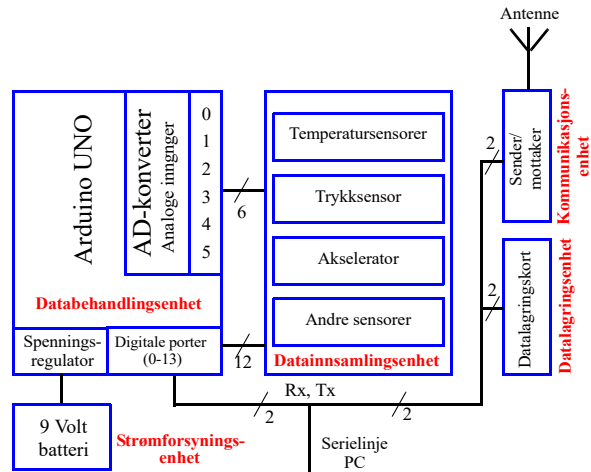 Antenne
Arduino UNO
AD-konverter
Analoge inngnger
0
1
2
3
4
5
Databehandlingsenhet
Spennings-
regulator
Digitale porter
(0-13)
6
12
Temperatursensorer
Trykksensor
Akselerator
Andre sensorer
Datainnsamlingsenhet
2
Sender/
mottaker
Kommunikasjons-
enhet
2
Datalagringskort
Datalagringsenhet
Rx, Tx
2
2
9 Volt
batteri
Strømforsynings-
enhet
Serielinje
PC